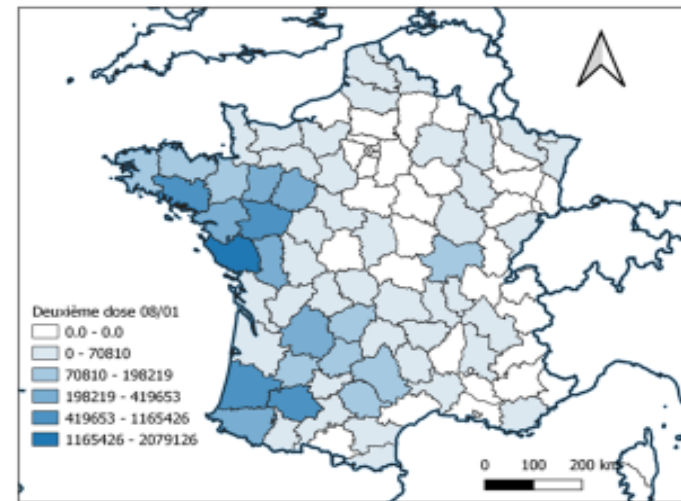 Deuxième dose 08/01
0.0 - 0.0
0 - 70810
70810 - 198219
198219 - 419653
419653 - 1165426
1165426 - 2079126
0 100 200 km